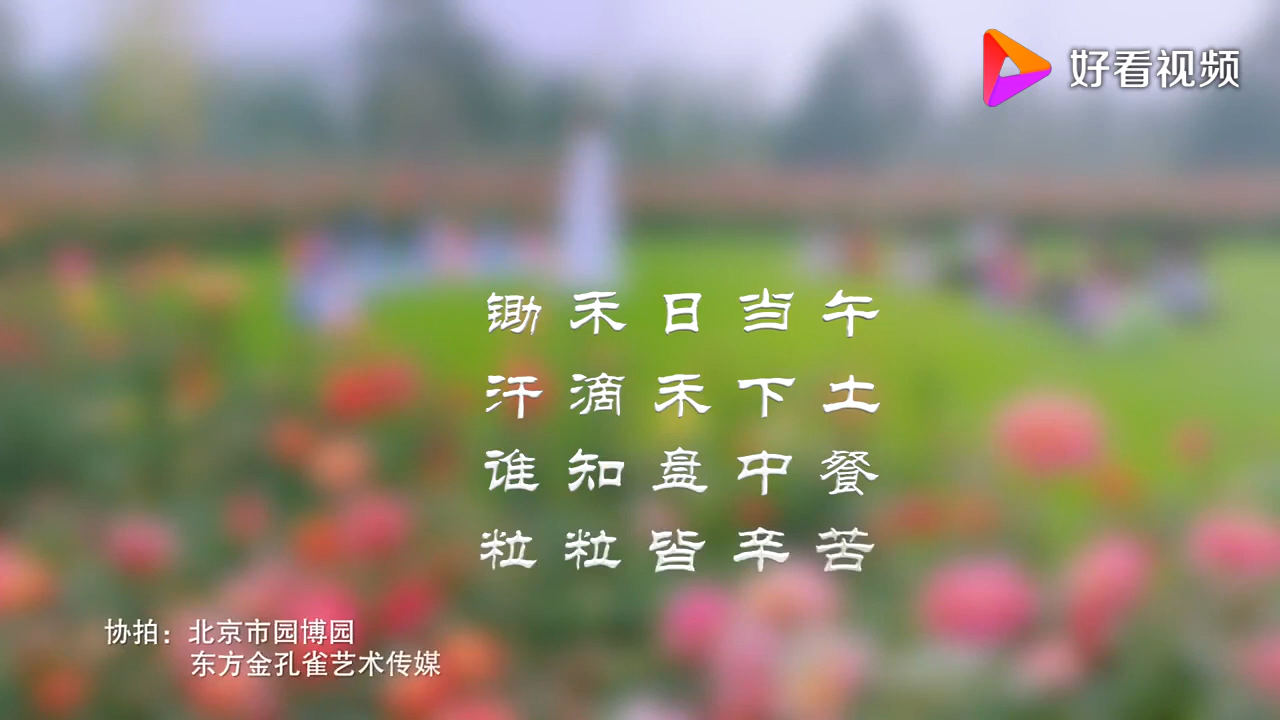 好看视频
锄禾日当午
汗滴禾下土
谁知盘中餐
粒粒皆辛苦
协拍：北京市园博园
东方金孔雀艺术传媒